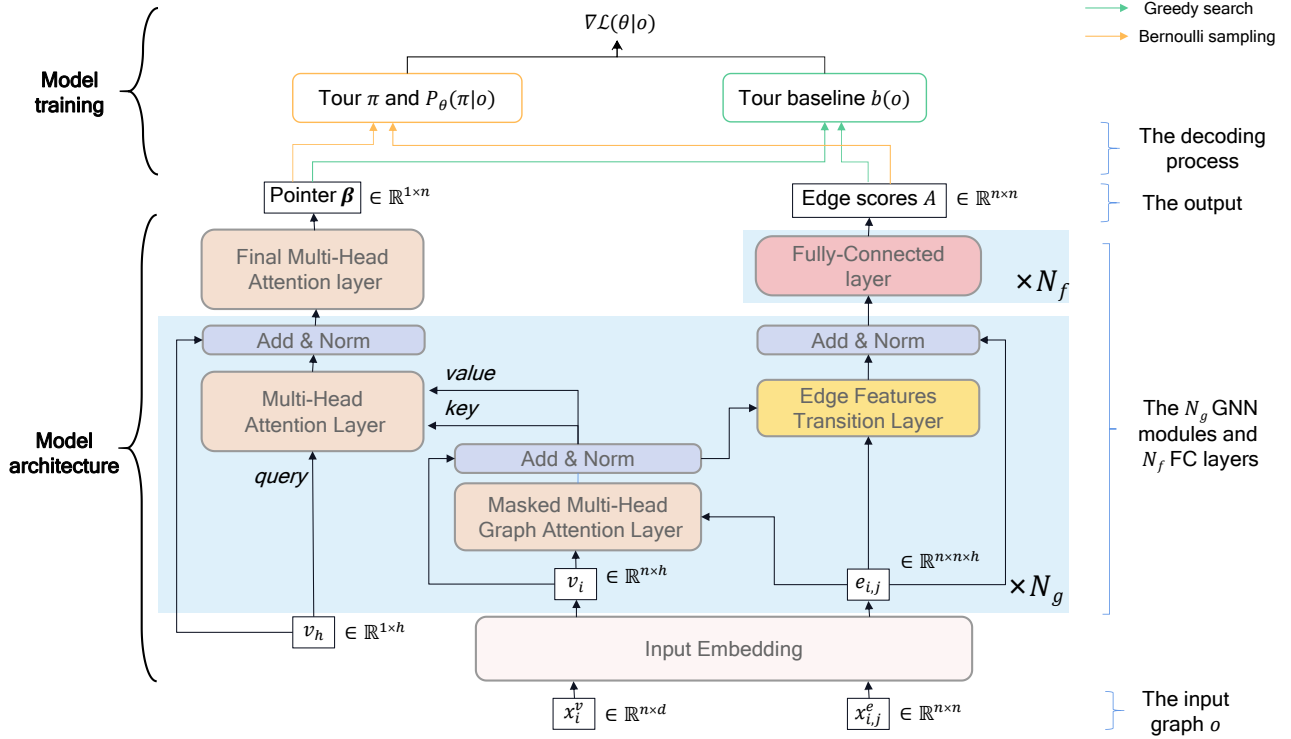 ∇ℒ(θ|o)
Greedy search
Bernoulli sampling
Model
training
Tour π and P_θ(π|o)
Tour baseline b(o)
The decoding
process
Pointer β ∈ ℝ^{1×n}
Edge scores A ∈ ℝ^{n×n}
The output
Final Multi-Head
Attention layer
Fully-Connected
layer
×N_f
Add & Norm
Add & Norm
value
Multi-Head
Attention Layer
Edge Features
Transition Layer
key
The N_g GNN
modules and
N_f FC layers
Model
architecture
Add & Norm
query
Masked Multi-Head
Graph Attention Layer
v_i ∈ ℝ^{n×h}
e_{i,j} ∈ ℝ^{n×n×h}
×N_g
v_h ∈ ℝ^{1×h}
Input Embedding
x_i^v ∈ ℝ^{n×d}
x_{i,j}^e ∈ ℝ^{n×n}
The input
graph o